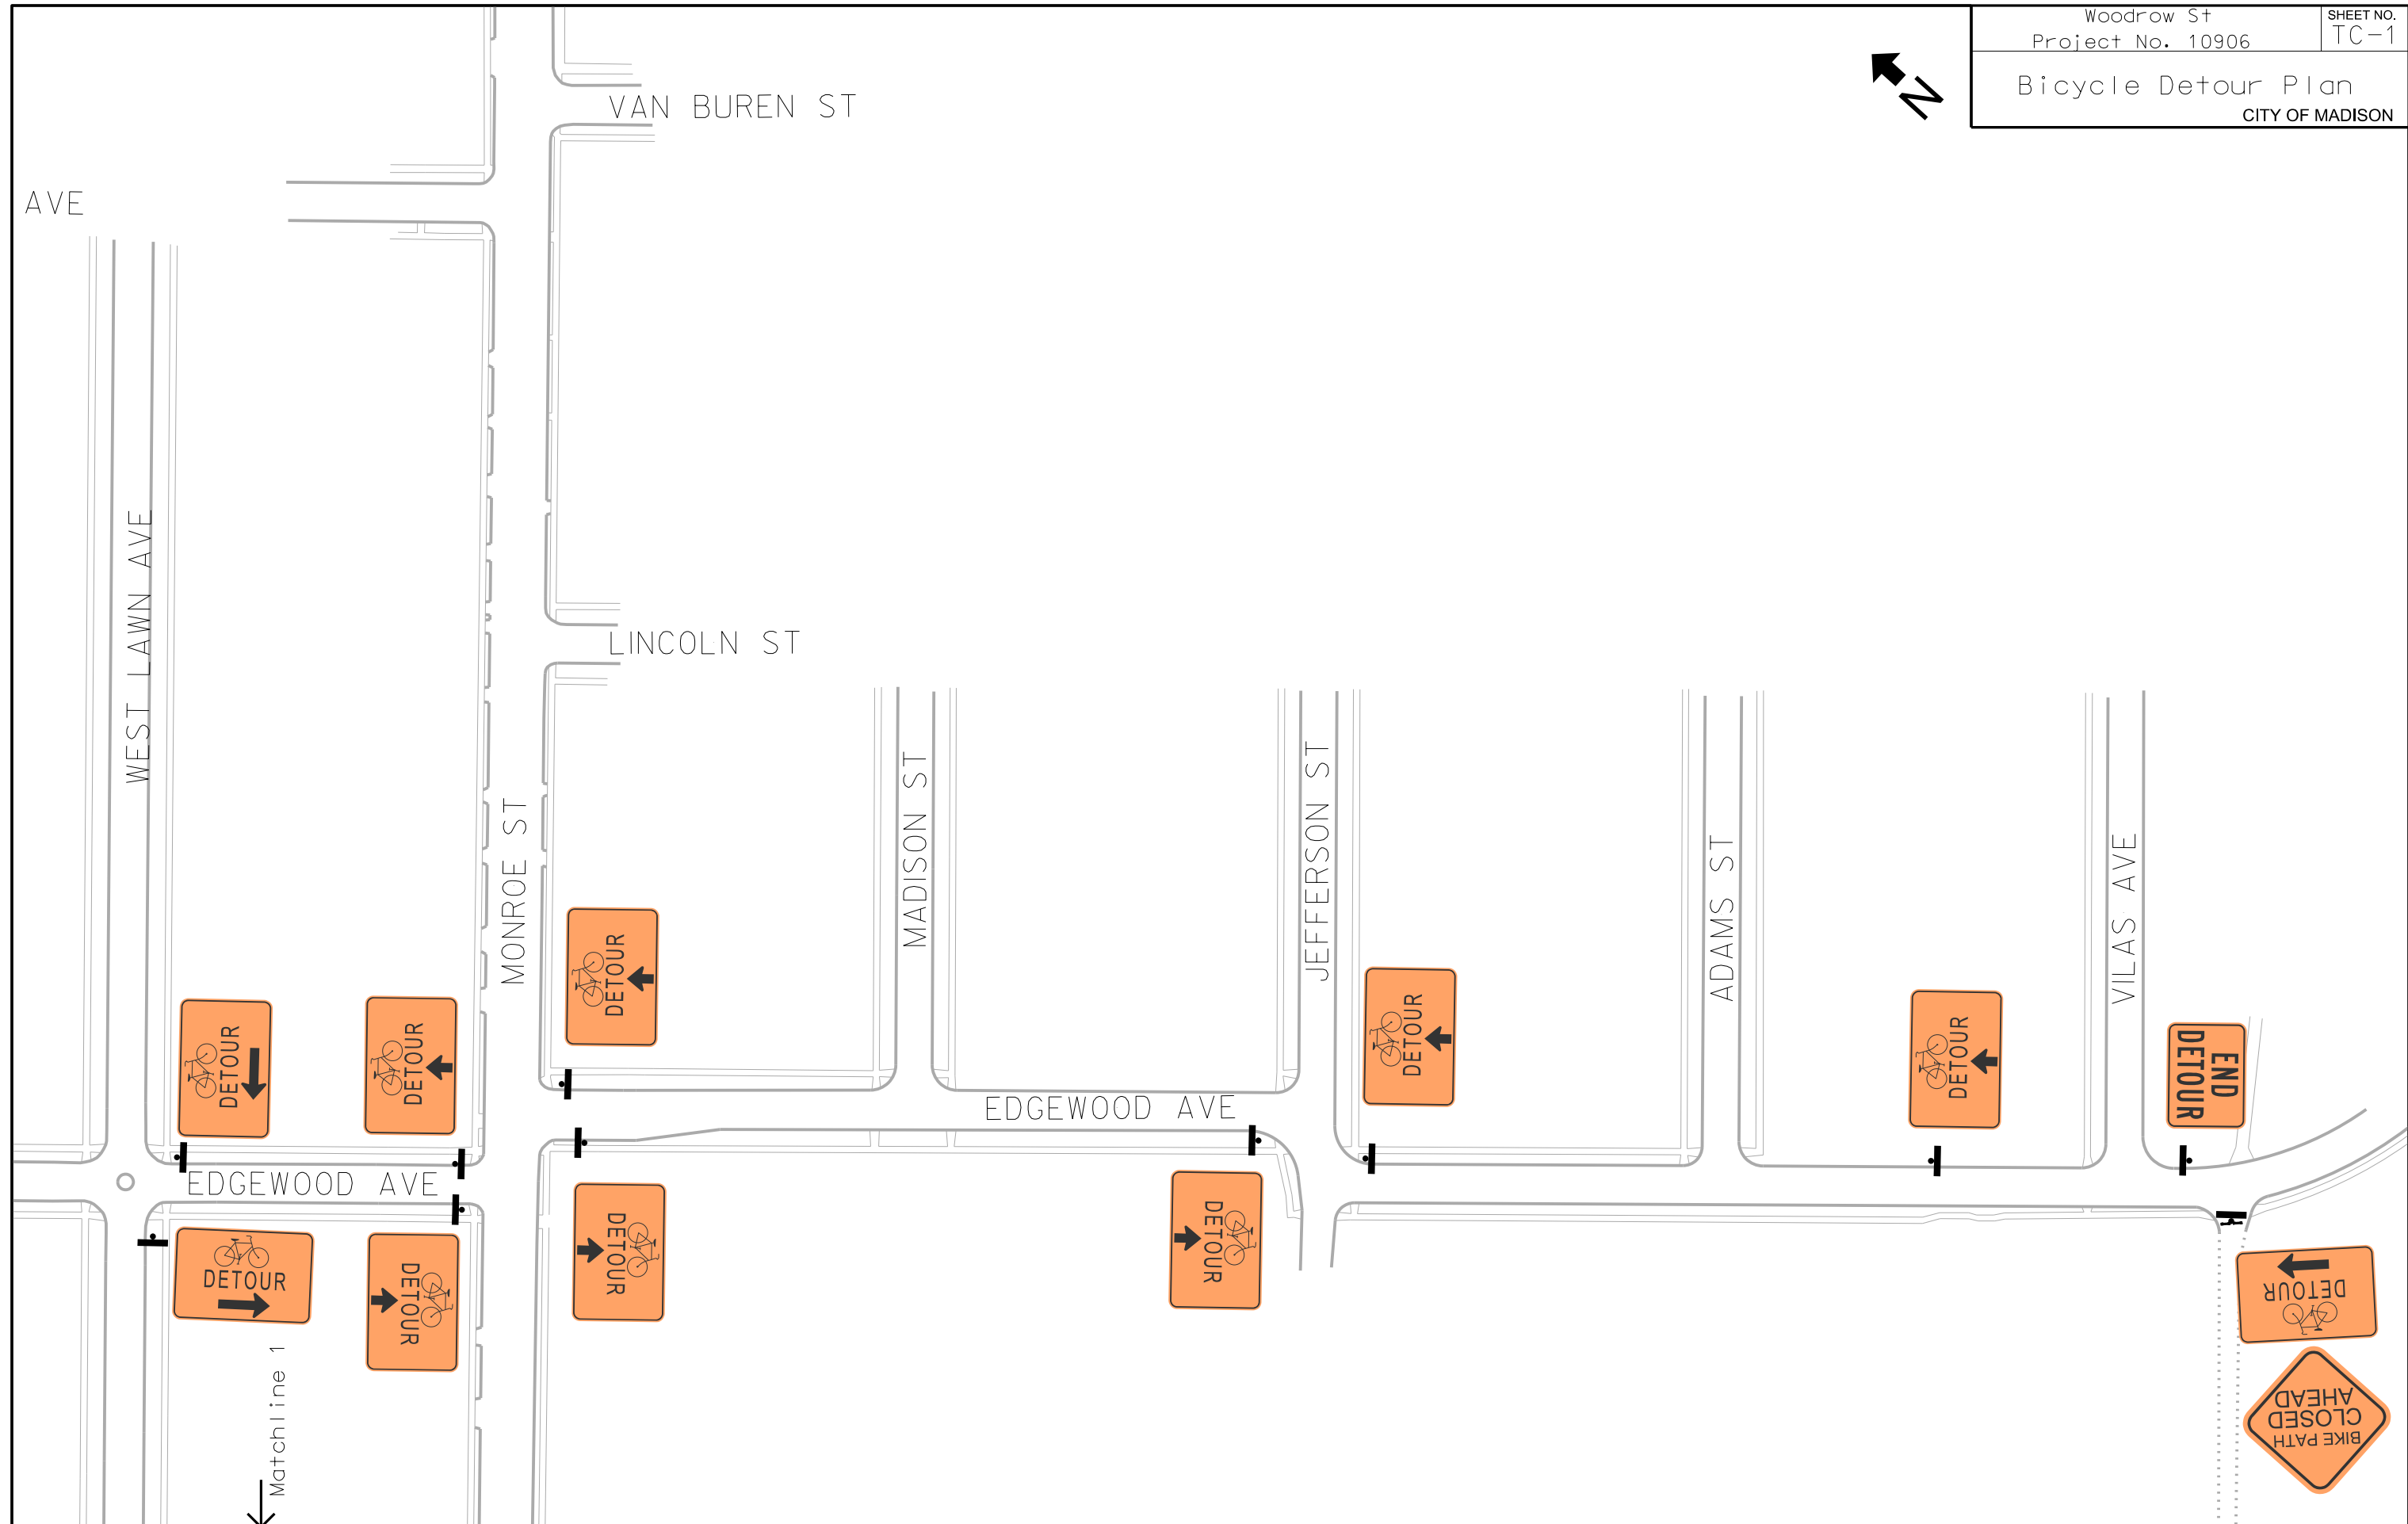 Woodrow St
Project No. 10906
SHEET NO.
TC-1
Bicycle Detour Plan
CITY OF MADISON
N
VAN BUREN ST
AVE
WEST LAWN AVE
LINCOLN ST
MONROE ST
MADISON ST
JEFFERSON ST
ADAMS ST
VILAS AVE
DETOUR
DETOUR
DETOUR
DETOUR
DETOUR
END
DETOUR
EDGEWOOD AVE
EDGEWOOD AVE
DETOUR
DETOUR
DETOUR
DETOUR
DETOUR
BIKE PATH
CLOSED
AHEAD
Matchline 1